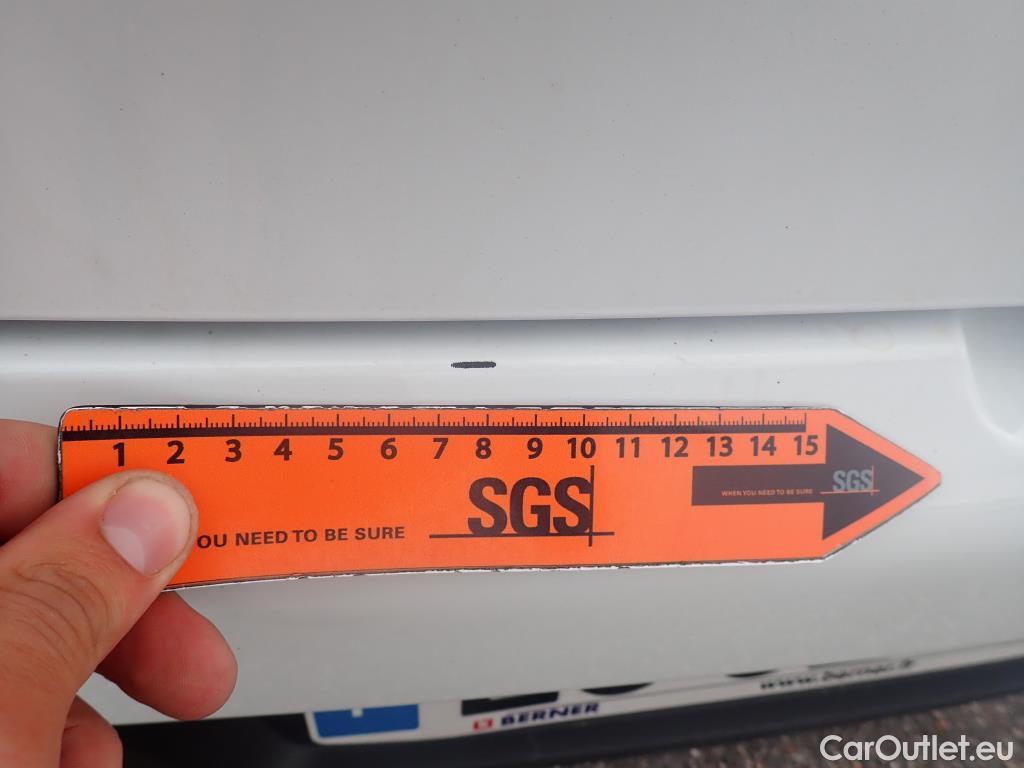 1 2 3 4 5 6 7 8 9 10 11 12 13 14 15
SGS
WHEN YOU NEED TO BE SURE SGS
OU NEED TO BE SURE
BERNER
CarOutlet.eu